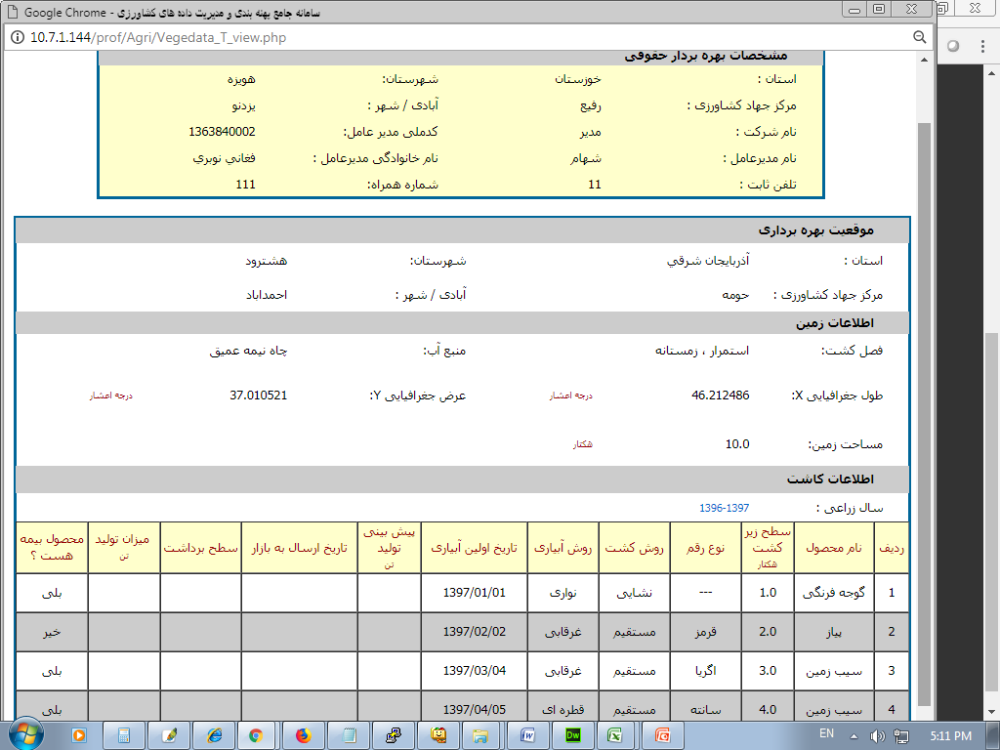 سامانه جامع پهنه بندی و مدیریت داده های کشاورزی - Google Chrome
10.7.1.144/prof/Agri/Vegedata_T_view.php
مشخصات بهره بردار حقوقی
استان : خوزستان شهرستان: هویزه
مرکز جهاد کشاورزی : رفیع آبادی / شهر : یزدنو
نام شرکت : مدیر کدملی مدیر عامل: 1363840002
نام مدیرعامل : شهام نام خانوادگی مدیرعامل : فغاني نوبري
تلفن ثابت : 11 شماره همراه: 111
موقعیت بهره برداری
استان : آذربایجان شرقي شهرستان: هشترود
مرکز جهاد کشاورزی : حومه آبادی / شهر : احمداباد
اطلاعات زمین
فصل کشت: استمرار ، زمستانه منبع آب: چاه نیمه عمیق
طول جغرافیایی X: 46.212486 درجه اعشار عرض جغرافیایی Y: 37.010521 درجه اعشار
مساحت زمین: 10.0 هکتار
اطلاعات کاشت
سال زراعی : 1396-1397
ردیف نام محصول سطح زیر کشت هکتار نوع رقم روش کشت روش آبیاری تاریخ اولین آبیاری پیش بینی تولید تن تاریخ ارسال به بازار سطح برداشت میزان تولید تن محصول بیمه هست ؟
1 گوجه فرنگی 1.0 --- نشایی نواری 1397/01/01 بلی
2 پیاز 2.0 قرمز مستقیم غرقابی 1397/02/02 خیر
3 سیب زمین 3.0 اگریا مستقیم غرقابی 1397/03/04 بلی
4 سیب زمین 4.0 سانته مستقیم قطره ای 1397/04/05 بلی
EN 5:11 PM